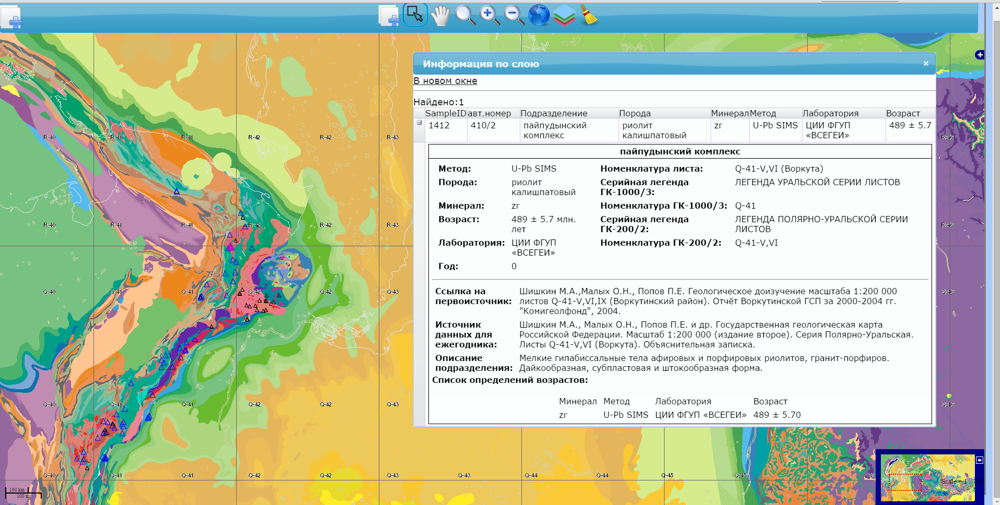 Информация по слою
В новом окне
Найдено:1
SampleID авт.номер Подразделение Порода Минерал Метод Лаборатория Возраст
1412 410/2 пайпудынский риолит zr U-Pb SIMS ЦИИ ФГУП 489 ± 5.7
комплекс калишпатовый «ВСЕГЕИ»
пайпудынский комплекс
Метод: U-Pb SIMS Номенклатура листа: Q-41-V,VI (Воркута)
Порода: риолит Серийная легенда ЛЕГЕНДА УРАЛЬСКОЙ СЕРИИ ЛИСТОВ
калишпатовый ГК-1000/3:
Минерал: zr Номенклатура ГК-1000/3: Q-41
Возраст: 489 ± 5.7 млн. Серийная легенда ЛЕГЕНДА ПОЛЯРНО-УРАЛЬСКОЙ СЕРИИ
лет ГК-200/2: ЛИСТОВ
Лаборатория: ЦИИ ФГУП Номенклатура ГК-200/2: Q-41-V,VI
«ВСЕГЕИ»
Год: 0
Ссылка на Шишкин М.А.,Малых О.Н., Попов П.Е. Геологическое доизучение масштаба 1:200 000
первоисточник: листов Q-41-V,VI,IX (Воркутинский район). Отчёт Воркутинской ГСП за 2000-2004 гг.
"Комигеолфонд", 2004.
Источник Шишкин М.А., Малых О.Н., Попов П.Е. и др. Государственная геологическая карта
данных для Российской Федерации. Масштаб 1:200 000 (издание второе). Серия Полярно-Уральская.
ежегодника: Листы Q-41-V,VI (Воркута). Объяснительная записка.
Описание Мелкие гипабиссальные тела афировых и порфировых риолитов, гранит-порфиров.
подразделения: Дайкообразная, субпластовая и штокообразная форма.
Список определений возрастов:
Минерал Метод Лаборатория Возраст
zr U-Pb SIMS ЦИИ ФГУП «ВСЕГЕИ» 489 ± 5.70
R-40 R-41 R-41 R-42 R-42 R-43 R-46
R-40 R-41 R-41 R-42 R-42 R-43 R-46
Q-40 Q-41 Q-41 Q-42 Q-42 Q-43 Q-46
Q-40 Q-41 Q-41 Q-42 Q-42 Q-43 Q-46
Q-40 Q-41 Q-41 Q-42 Q-42 Q-43 Q-43 Q-44 Q-44 Q-45 Q-45
100 km
100 mi